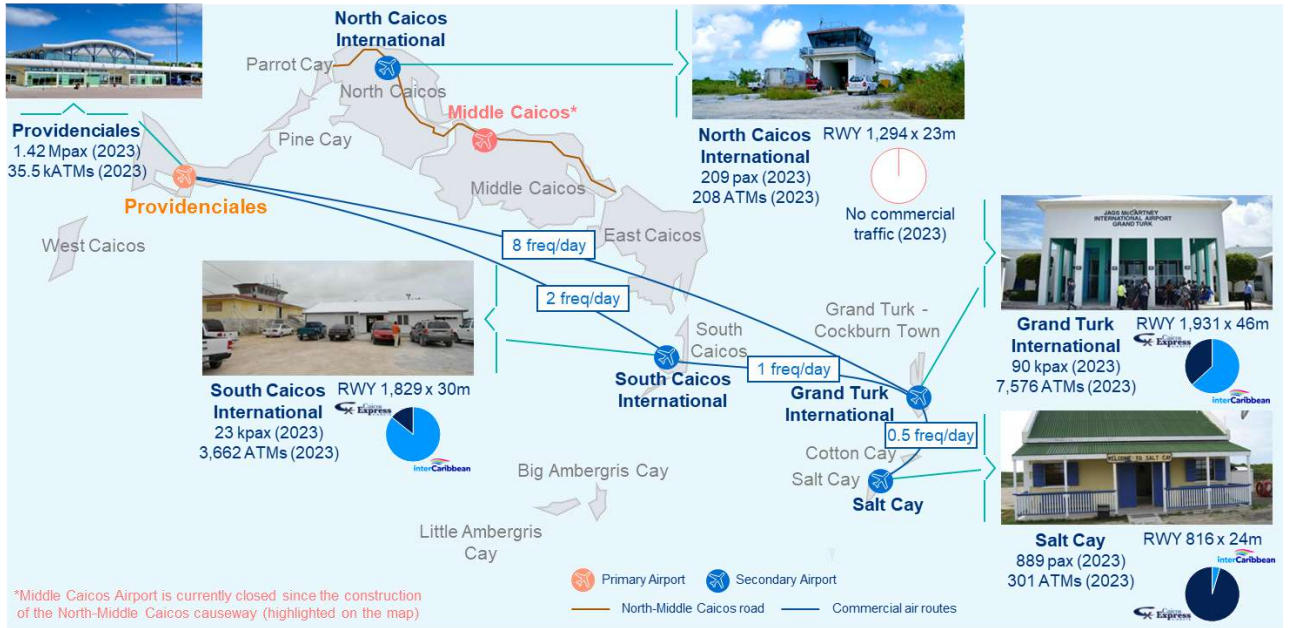 North Caicos
International
Parrot Cay
North Caicos
Middle Caicos*
Pine Cay
Middle Caicos
Providenciales
1.42 Mpax (2023)
35.5 kATMs (2023)
Providenciales
West Caicos
East Caicos
8 freq/day
2 freq/day
1 freq/day
0.5 freq/day
North Caicos
International
209 pax (2023)
208 ATMs (2023)
RWY 1,294 x 23m
No commercial
traffic (2023)
JAGS McCARTNEY
INTERNATIONAL AIRPORT
GRAND TURK
Grand Turk
International
90 kpax (2023)
7,576 ATMs (2023)
RWY 1,931 x 46m
Caicos
Express
interCaribbean
South Caicos
International
23 kpax (2023)
3,662 ATMs (2023)
RWY 1,829 x 30m
Caicos
Express
interCaribbean
South
Caicos
South Caicos
International
Grand Turk -
Cockburn Town
Grand Turk
International
Cotton Cay
Salt Cay
Salt Cay
Big Ambergris Cay
Little Ambergris
Cay
WELCOME TO SALT CAY
Salt Cay
889 pax (2023)
301 ATMs (2023)
RWY 816 x 24m
interCaribbean
Caicos
Express
Primary Airport
Secondary Airport
North-Middle Caicos road
Commercial air routes
*Middle Caicos Airport is currently closed since the construction
of the North-Middle Caicos causeway (highlighted on the map)